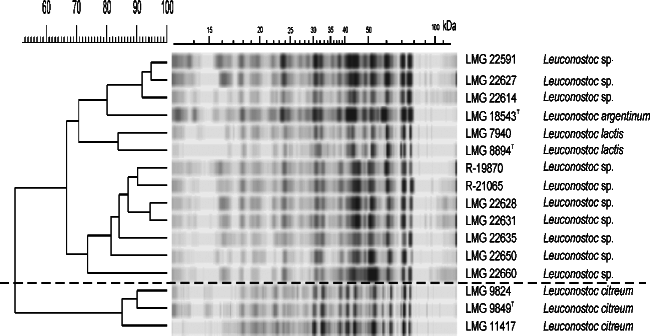 60 70 80 90 100
15 20 25 30 35 40 50 100 kDa
LMG 22591 Leuconostoc sp.
LMG 22627 Leuconostoc sp.
LMG 22614 Leuconostoc sp.
LMG 18543T Leuconostoc argentinum
LMG 7940 Leuconostoc lactis
LMG 8894T Leuconostoc lactis
R-19870 Leuconostoc sp.
R-21065 Leuconostoc sp.
LMG 22628 Leuconostoc sp.
LMG 22631 Leuconostoc sp.
LMG 22635 Leuconostoc sp.
LMG 22650 Leuconostoc sp.
LMG 22660 Leuconostoc sp.
LMG 9824 Leuconostoc citreum
LMG 9849T Leuconostoc citreum
LMG 11417 Leuconostoc citreum